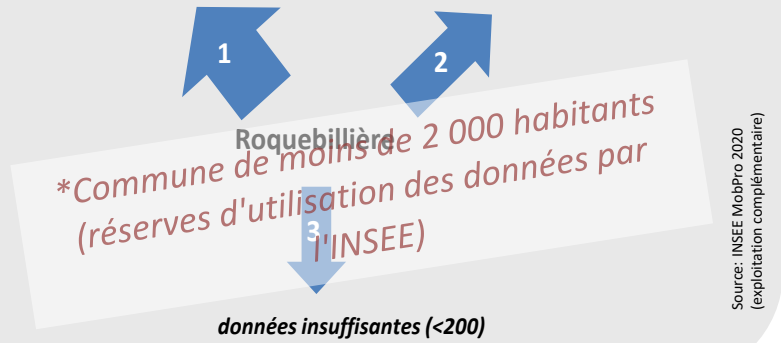 1
2
Roquebillière
*Commune de moins de 2 000 habitants
(réserves d'utilisation des données par
l'INSEE)
3
données insuffisantes (<200)
Source: INSEE MobPro 2020
(exploitation complémentaire)